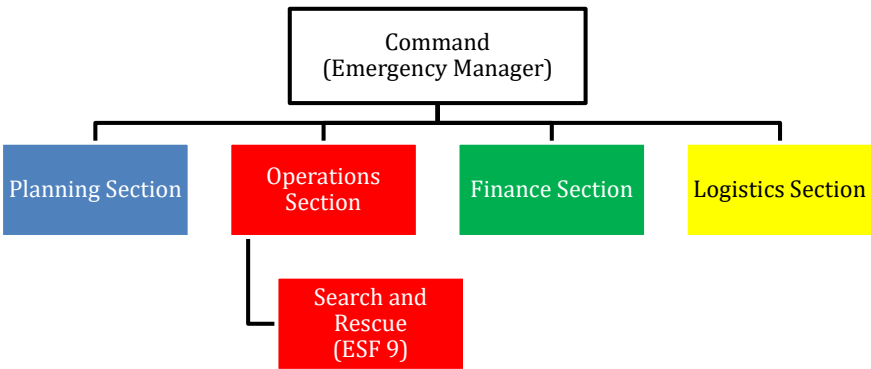 Command
(Emergency Manager)
Planning Section
Operations
Section
Finance Section
Logistics Section
Search and
Rescue
(ESF 9)